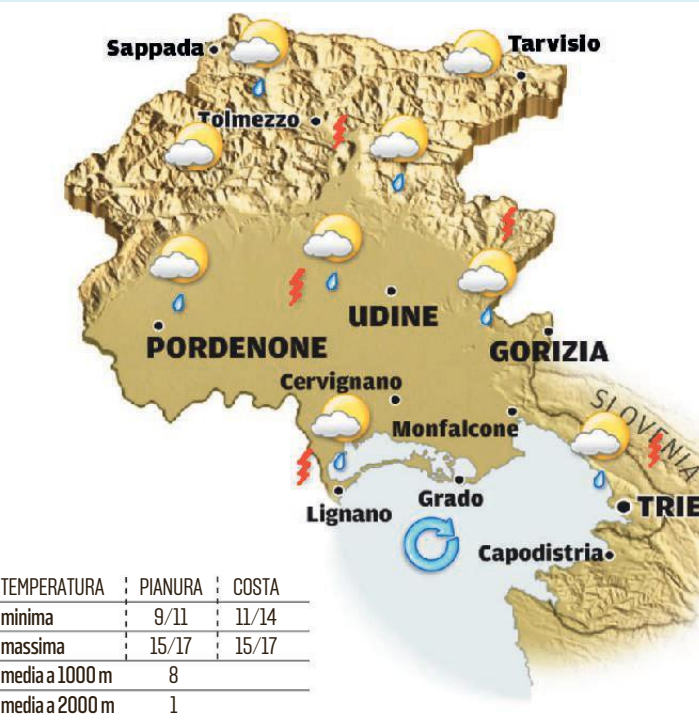 Sappada
Tarvisio
Tolmezzo
UDINE
PORDENONE
GORIZIA
Cervignano
SLOVENIA
Monfalcone
Grado
TRIE
Lignano
Capodistria
TEMPERATURA PIANURA COSTA
minima 9/11 11/14
massima 15/17 15/17
media a 1000 m 8
media a 2000 m 1